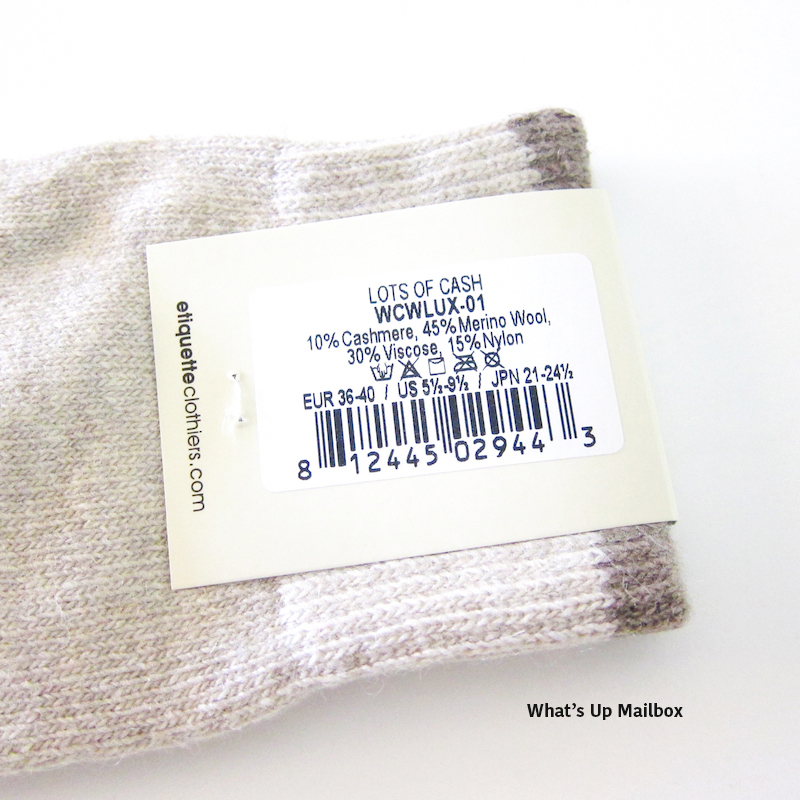 LOTS OF CASH
WCWLUX-01
10% Cashmere, 45% Merino Wool,
30% Viscose, 15% Nylon
EUR 36-40 / US 5½-9½ / JPN 21-24½
8 12445 02944 3
etiquetteclothiers.com
What's Up Mailbox